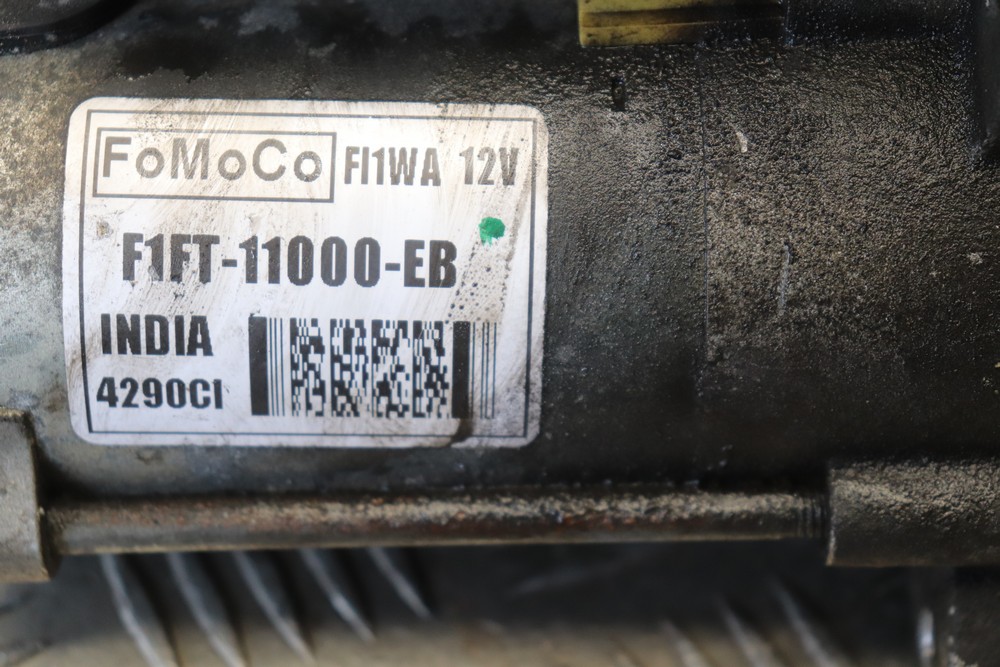 FoMoCo FI1WA 12V
F1FT-11000-EB
INDIA
4290CI